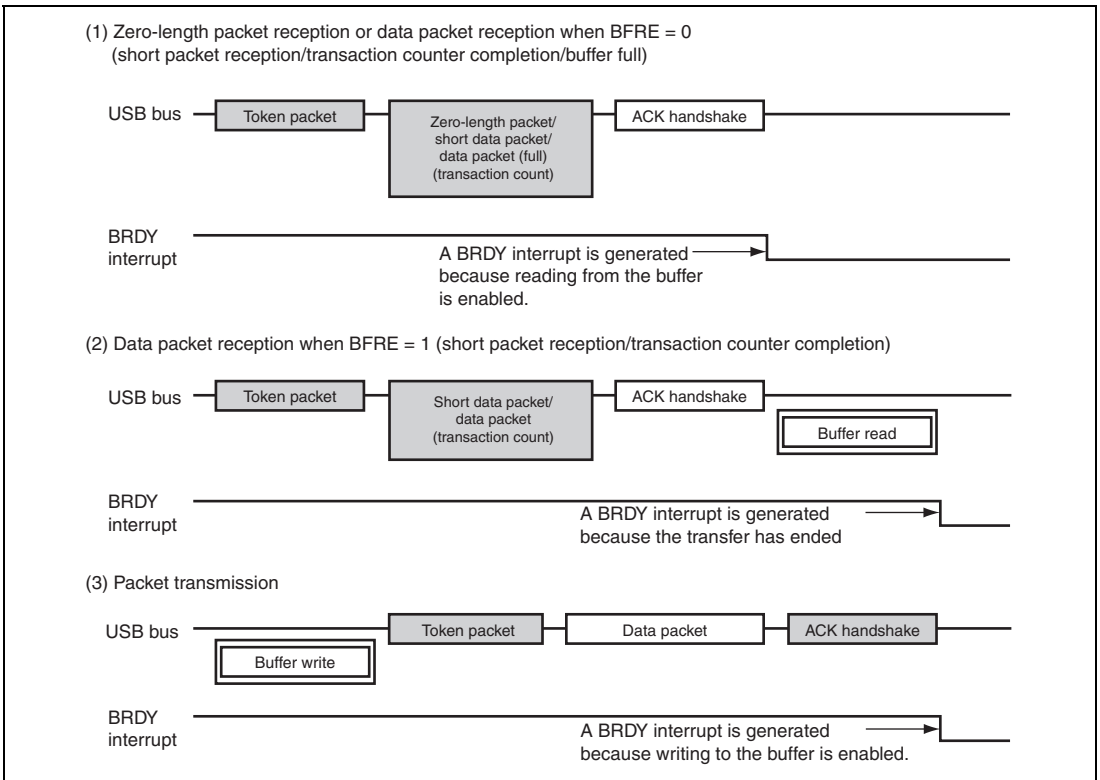 (1) Zero-length packet reception or data packet reception when BFRE = 0
(short packet reception/transaction counter completion/buffer full)
USB bus
Token packet
Zero-length packet/
short data packet/
data packet (full)
(transaction count)
ACK handshake
BRDY
interrupt
A BRDY interrupt is generated
because reading from the buffer
is enabled.
(2) Data packet reception when BFRE = 1 (short packet reception/transaction counter completion)
USB bus
Token packet
Short data packet/
data packet
(transaction count)
ACK handshake
Buffer read
BRDY
interrupt
A BRDY interrupt is generated
because the transfer has ended
(3) Packet transmission
USB bus
Buffer write
Token packet
Data packet
ACK handshake
BRDY
interrupt
A BRDY interrupt is generated
because writing to the buffer is enabled.